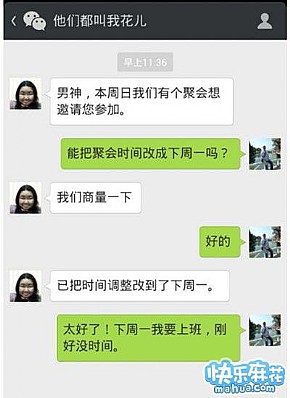 他们都叫我花儿
早上11:36
男神，本周日我们有个聚会想
邀请您参加。
能把聚会时间改成下周一吗？
我们商量一下
好的
已把时间调整改到了下周一。
太好了！下周一我要上班，刚
好没时间。
快乐麻花
mahua.com